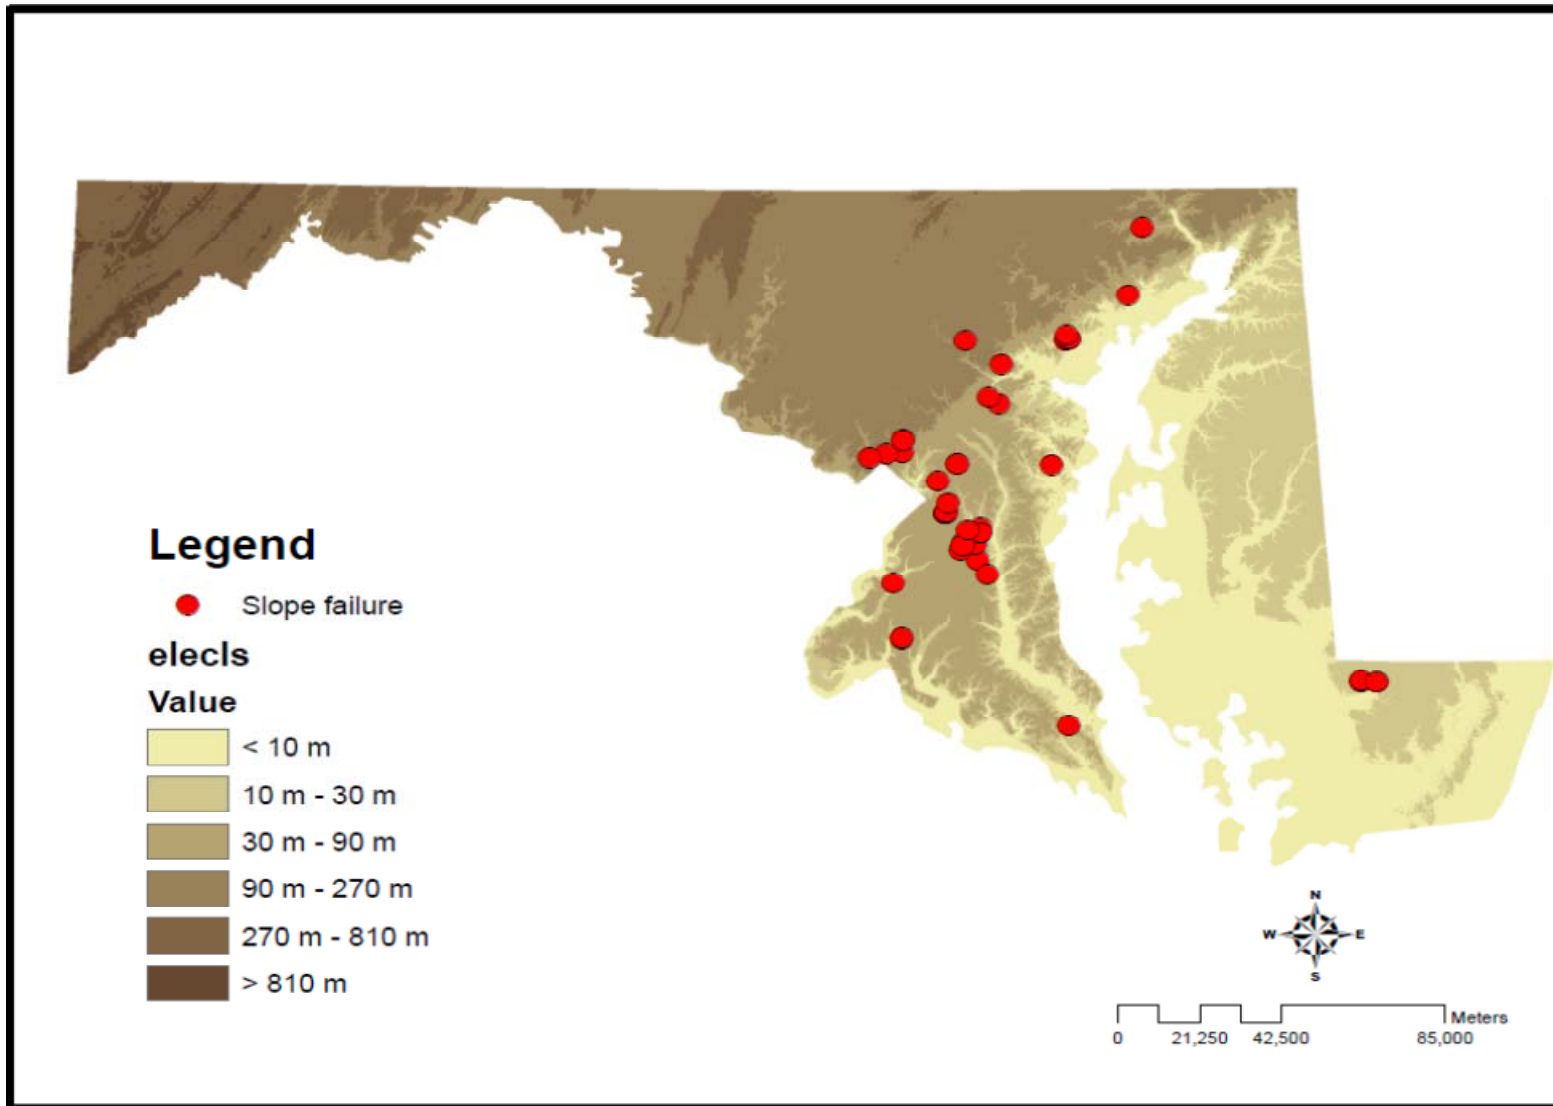 Legend
Slope failure
elecls
Value
< 10 m
10 m - 30 m
30 m - 90 m
90 m - 270 m
270 m - 810 m
> 810 m
N
W E
S
Meters
0 21,250 42,500 85,000